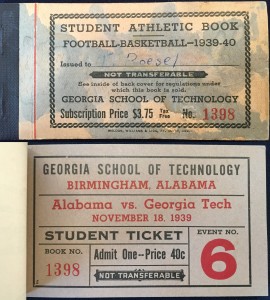 STUDENT ATHLETIC BOOK
FOOTBALL-BASKETBALL-1939-40
Issued to
NOT TRANSFERABLE
See inside of back cover for regulations under
which this book is sold.
GEORGIA SCHOOL OF TECHNOLOGY
Subscription Price $3.75 Tax Free No. 1398
GEORGIA SCHOOL OF TECHNOLOGY
BIRMINGHAM, ALABAMA
Alabama vs. Georgia Tech
NOVEMBER 18, 1939
STUDENT TICKET
EVENT NO.
6
BOOK NO.
1398
Admit One--Price 40c
NOT TRANSFERABLE